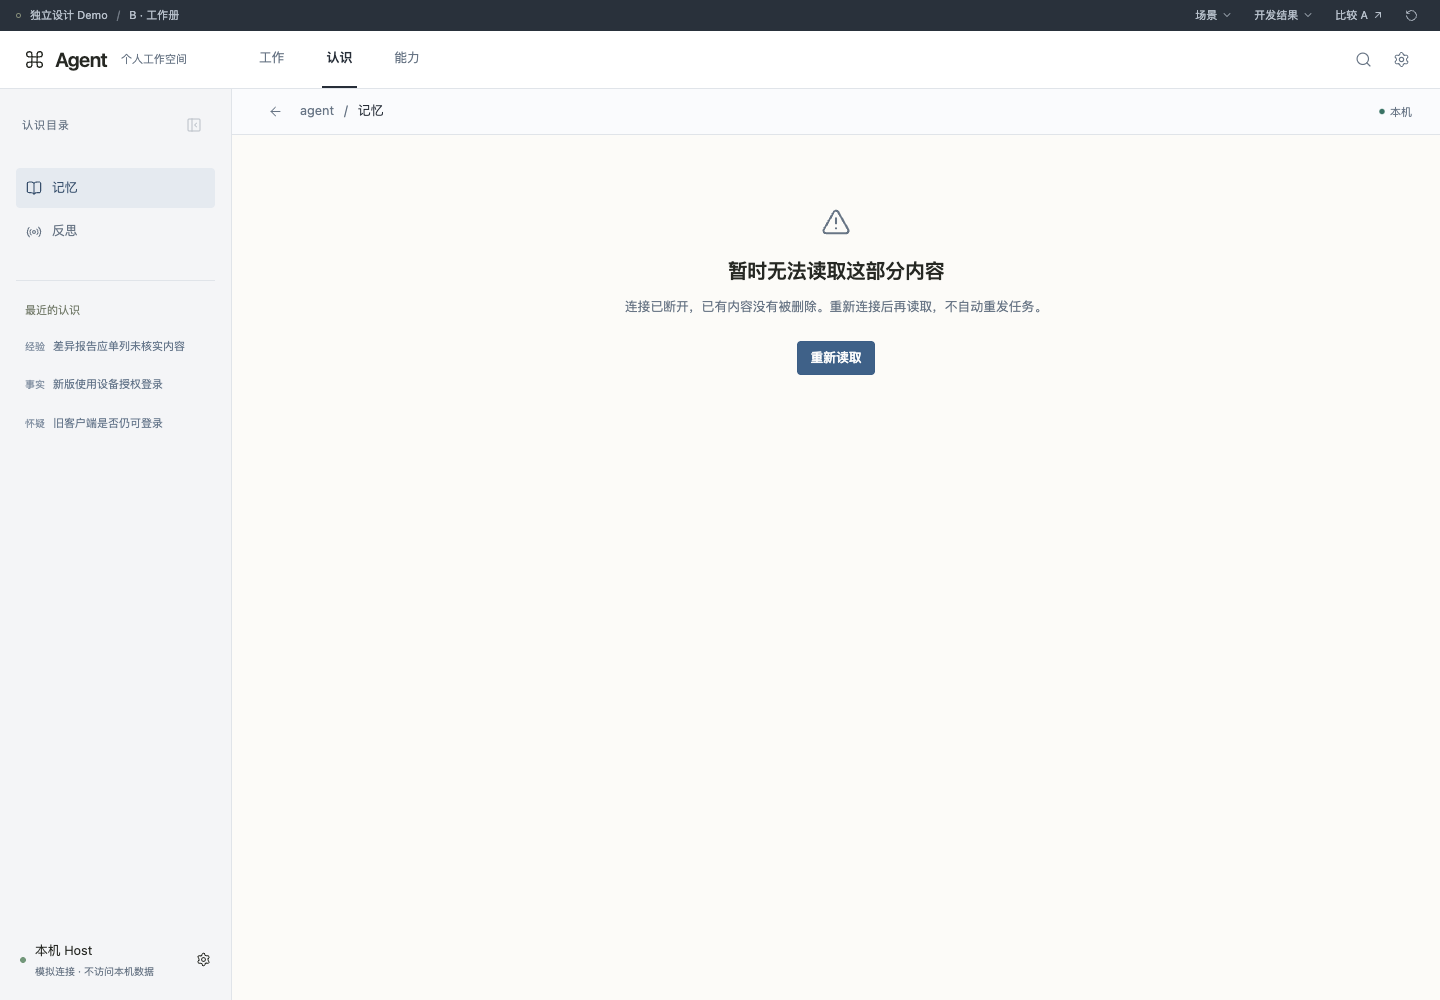 独立设计 Demo / B · 工作册
场景 开发结果 比较 A
Agent 个人工作空间 工作 认识 能力
认识目录
agent / 记忆
本机
记忆
反思
最近的认识
经验 差异报告应单列未核实内容
事实 新版使用设备授权登录
怀疑 旧客户端是否仍可登录
暂时无法读取这部分内容
连接已断开，已有内容没有被删除。重新连接后再读取，不自动重发任务。
重新读取
本机 Host
模拟连接 · 不访问本机数据